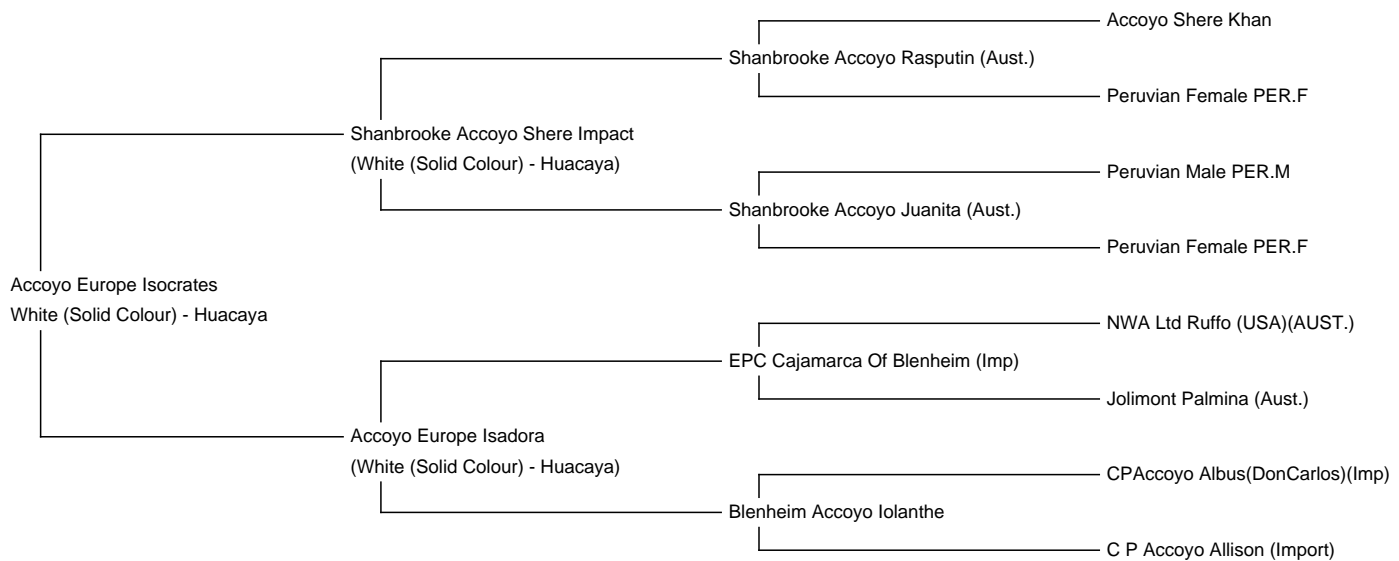 Accoyo Shere Khan
Shanbrooke Accoyo Rasputin (Aust.)
Peruvian Female PER.F
Shanbrooke Accoyo Shere Impact
(White (Solid Colour) - Huacaya)
Peruvian Male PER.M
Shanbrooke Accoyo Juanita (Aust.)
Peruvian Female PER.F
Accoyo Europe Isocrates
White (Solid Colour) - Huacaya
NWA Ltd Ruffo (USA)(AUST.)
EPC Cajamarca Of Blenheim (Imp)
Jolimont Palmina (Aust.)
Accoyo Europe Isadora
(White (Solid Colour) - Huacaya)
CPAccoyo Albus(DonCarlos)(Imp)
Blenheim Accoyo Iolanthe
C P Accoyo Allison (Import)